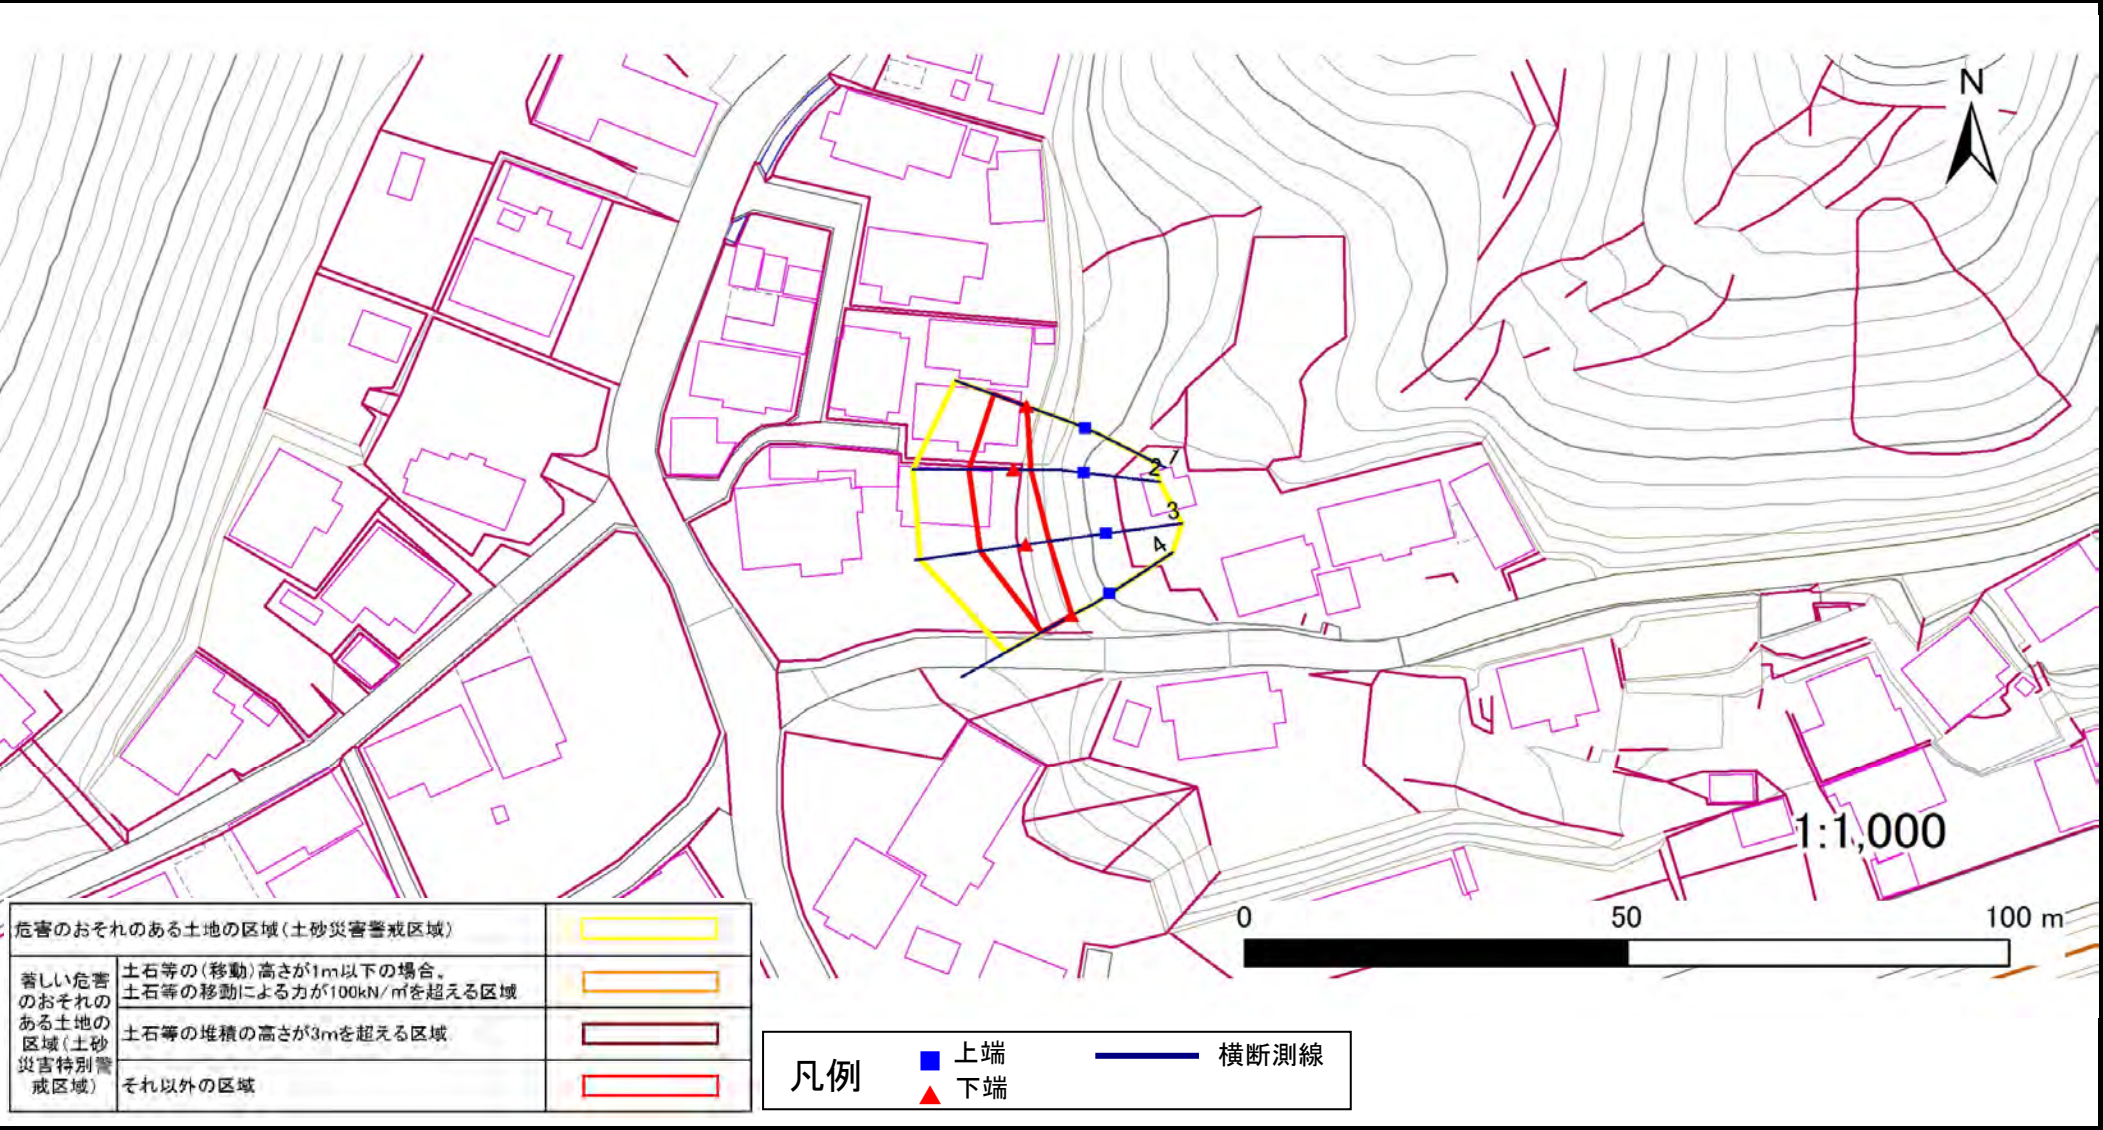 N
1
2
3
4
1:1,000
0 50 100 m
危害のおそれのある土地の区域(土砂災害警戒区域)
著しい危害
のおそれの
ある土地の
区域(土砂
災害特別警
戒区域)
土石等の(移動)高さが1m以下の場合、
土石等の移動による力が100kN/㎡を超える区域
土石等の堆積の高さが3mを超える区域
それ以外の区域
凡例
上端
下端
横断測線